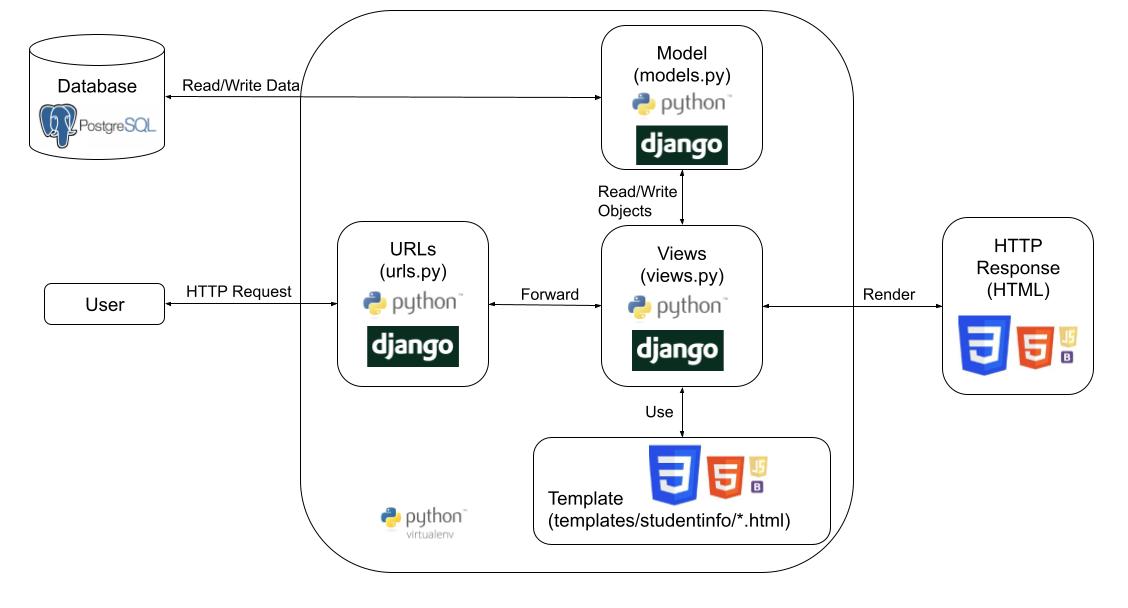 Database
PostgreSQL
Read/Write Data
Model
(models.py)
python™
django
Read/Write
Objects
User
HTTP Request
URLs
(urls.py)
python™
django
Forward
Views
(views.py)
python™
django
Render
HTTP
Response
(HTML)
3
5
JS
B
Use
3
5
JS
B
Template
(templates/studentinfo/*.html)
python™
virtualenv